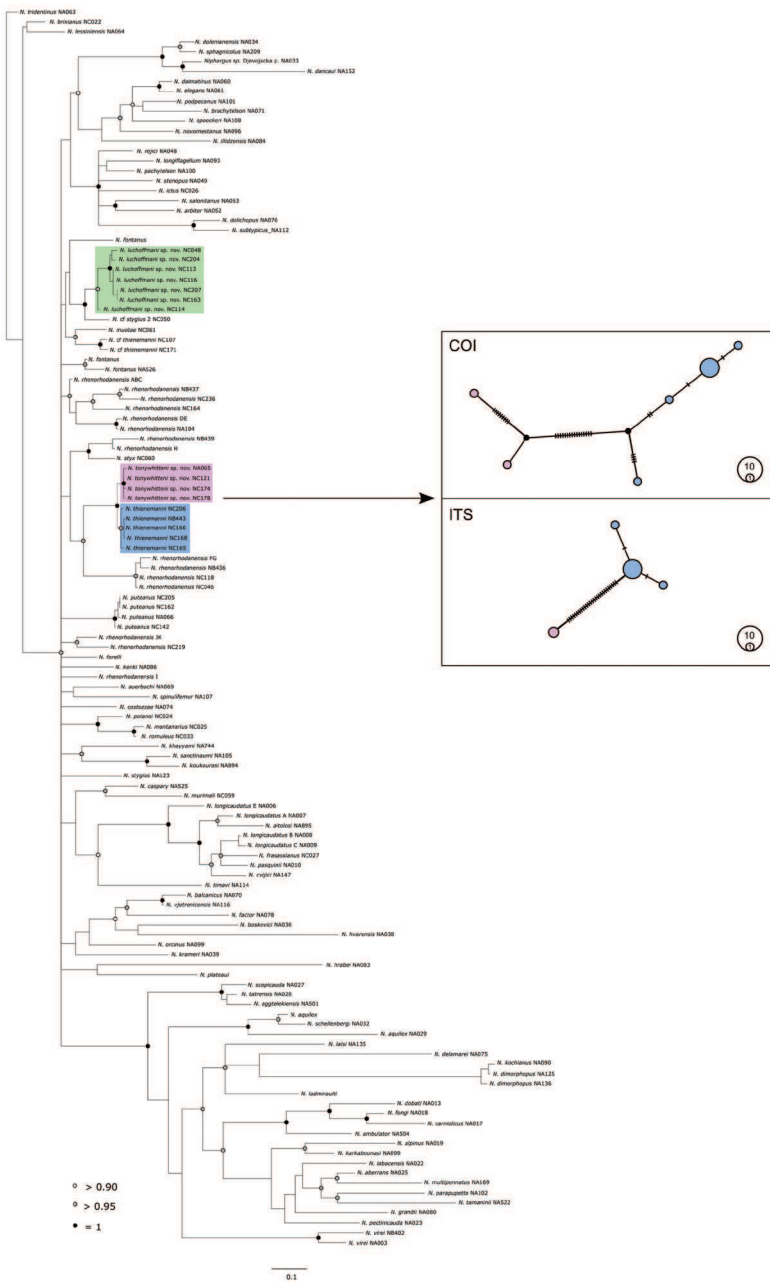 N. tridentinus NA063
N. brixianus NC022
N. lessiniensis NA064
N. dolenianensis NA034
N. sphagnicolus NA209
Niphargus sp. Djevojacka p. NA033
N. dancaui NA152
N. dalmatinus NA060
N. elegans NA061
N. podpecanus NA101
N. brachytelson NA071
N. spoeckeri NA108
N. novomestanus NA096
N. illidzensis NA084
N. rejici NA048
N. longiflagellum NA093
N. pachytelson NA100
N. stenopus NA049
N. ictus NC026
N. salonitanus NA053
N. arbiter NA052
N. dolichopus NA076
N. subtypicus_NA112
N. fontanus
N. luchoffmani sp. nov. NC048
N. luchoffmani sp. nov. NC204
N. luchoffmani sp. nov. NC113
N. luchoffmani sp. nov. NC116
N. luchoffmani sp. nov. NC207
N. luchoffmani sp. nov. NC163
N. luchoffmani sp. nov. NC114
N. cf stygius 2 NC050
N. muotae NC061
N. cf thienemanni NC107
N. cf thienemanni NC171
N. fontanus
N. fontanus NA526
N. rhenorhodanensis ABC
N. rhenorhodanensis NB437
N. rhenorhodanensis NC236
N. rhenorhodanensis NC164
N. rhenorhodanensis DE
N. rhenorhodanensis NA104
N. rhenorhodanensis NB439
N. rhenorhodanensis H
N. styx NC060
N. tonywhitteni sp. nov. NA065
N. tonywhitteni sp. nov. NC121
N. tonywhitteni sp. nov. NC174
N. tonywhitteni sp. nov. NC178
N. thienemanni NC206
N. thienemanni NB443
N. thienemanni NC166
N. thienemanni NC168
N. thienemanni NC165
N. rhenorhodanensis FG
N. rhenorhodanensis NB436
N. rhenorhodanensis NC118
N. rhenorhodanensis NC046
N. puteanus NC205
N. puteanus NC162
N. puteanus NA066
N. puteanus NC142
N. rhenorhodanensis JK
N. rhenorhodanensis NC219
N. forelii
N. kenki NA086
N. rhenorhodanensis I
N. auerbachi NA069
N. spinulifemur NA107
N. costozzae NA074
N. poianoi NC024
N. montanarius NC025
N. romuleus NC033
N. khayyami NA744
N. sanctinaumi NA105
N. koukourasi NA894
N. stygius NA123
N. caspary NA525
N. murimali NC059
N. longicaudatus E NA006
N. longicaudatus A NA007
N. aitolosi NA895
N. longicaudatus B NA008
N. longicaudatus C NA009
N. frasassianus NC027
N. pasquinii NA010
N. cvijici NA147
N. timavi NA114
N. balcanicus NA070
N. vjetrenicensis NA116
N. factor NA078
N. boskovici NA036
N. hvarensis NA038
N. orcinus NA099
N. krameri NA039
N. hrabei NA083
N. plateaui
N. scopicauda NA027
N. tatrensis NA028
N. aggtelekiensis NA501
N. aquilex
N. schellenbergi NA032
N. aquilex NA029
N. laisi NA135
N. delamarei NA075
N. kochianus NA090
N. dimorphopus NA125
N. dimorphopus NA136
N. ladmiraulti
N. dobati NA013
N. fongi NA018
N. carniolicus NA017
N. ambulator NA504
N. alpinus NA019
N. karkabounasi NA899
N. labacensis NA022
N. aberrans NA025
N. multipennatus NA169
N. parapupetta NA102
N. tamaninii NA522
N. grandii NA080
N. pectinicauda NA023
N. virei NB402
N. virei NA003
> 0.90
> 0.95
= 1
0.1
COI
10
1
ITS
10
1